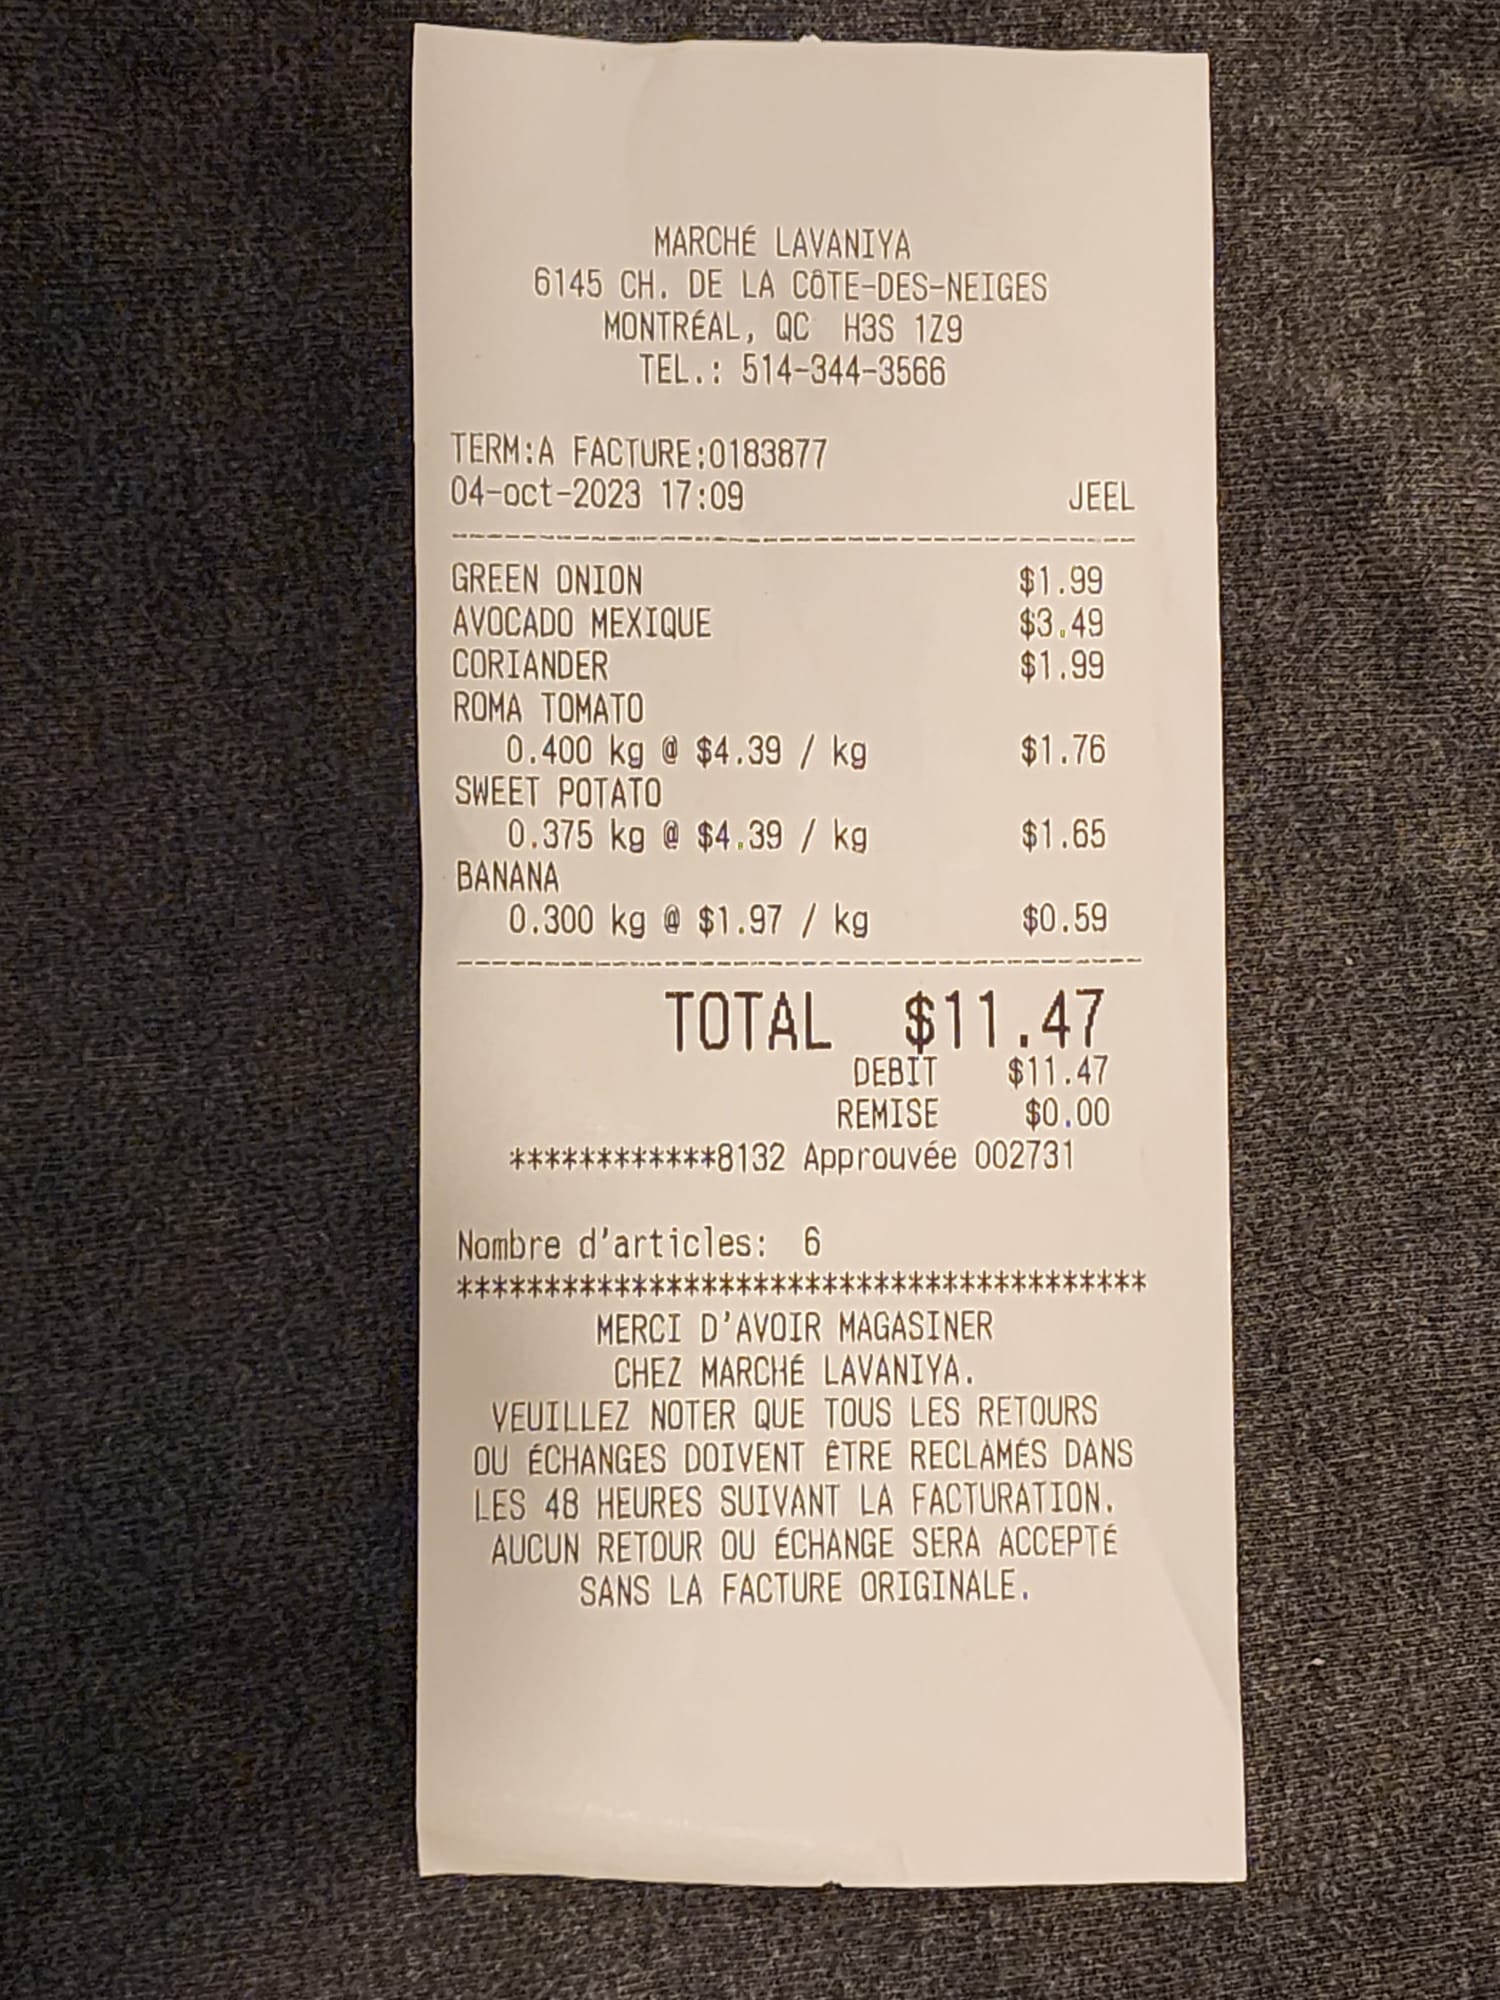 MARCHÉ LAVANIYA
6145 CH. DE LA CÔTE-DES-NEIGES
MONTRÉAL, QC H3S 1Z9
TEL.: 514-344-3566
TERM:A FACTURE:0183877
04-oct-2023 17:09 JEEL
----------------------------------------
GREEN ONION $1.99
AVOCADO MEXIQUE $3.49
CORIANDER $1.99
ROMA TOMATO
0.400 kg @ $4.39 / kg $1.76
SWEET POTATO
0.375 kg @ $4.39 / kg $1.65
BANANA
0.300 kg @ $1.97 / kg $0.59
----------------------------------------
TOTAL $11.47
DEBIT $11.47
REMISE $0.00
************8132 Approuvée 002731
Nombre d'articles: 6
****************************************
MERCI D'AVOIR MAGASINER
CHEZ MARCHÉ LAVANIYA.
VEUILLEZ NOTER QUE TOUS LES RETOURS
OU ÉCHANGES DOIVENT ÊTRE RECLAMÉS DANS
LES 48 HEURES SUIVANT LA FACTURATION.
AUCUN RETOUR OU ÉCHANGE SERA ACCEPTÉ
SANS LA FACTURE ORIGINALE.